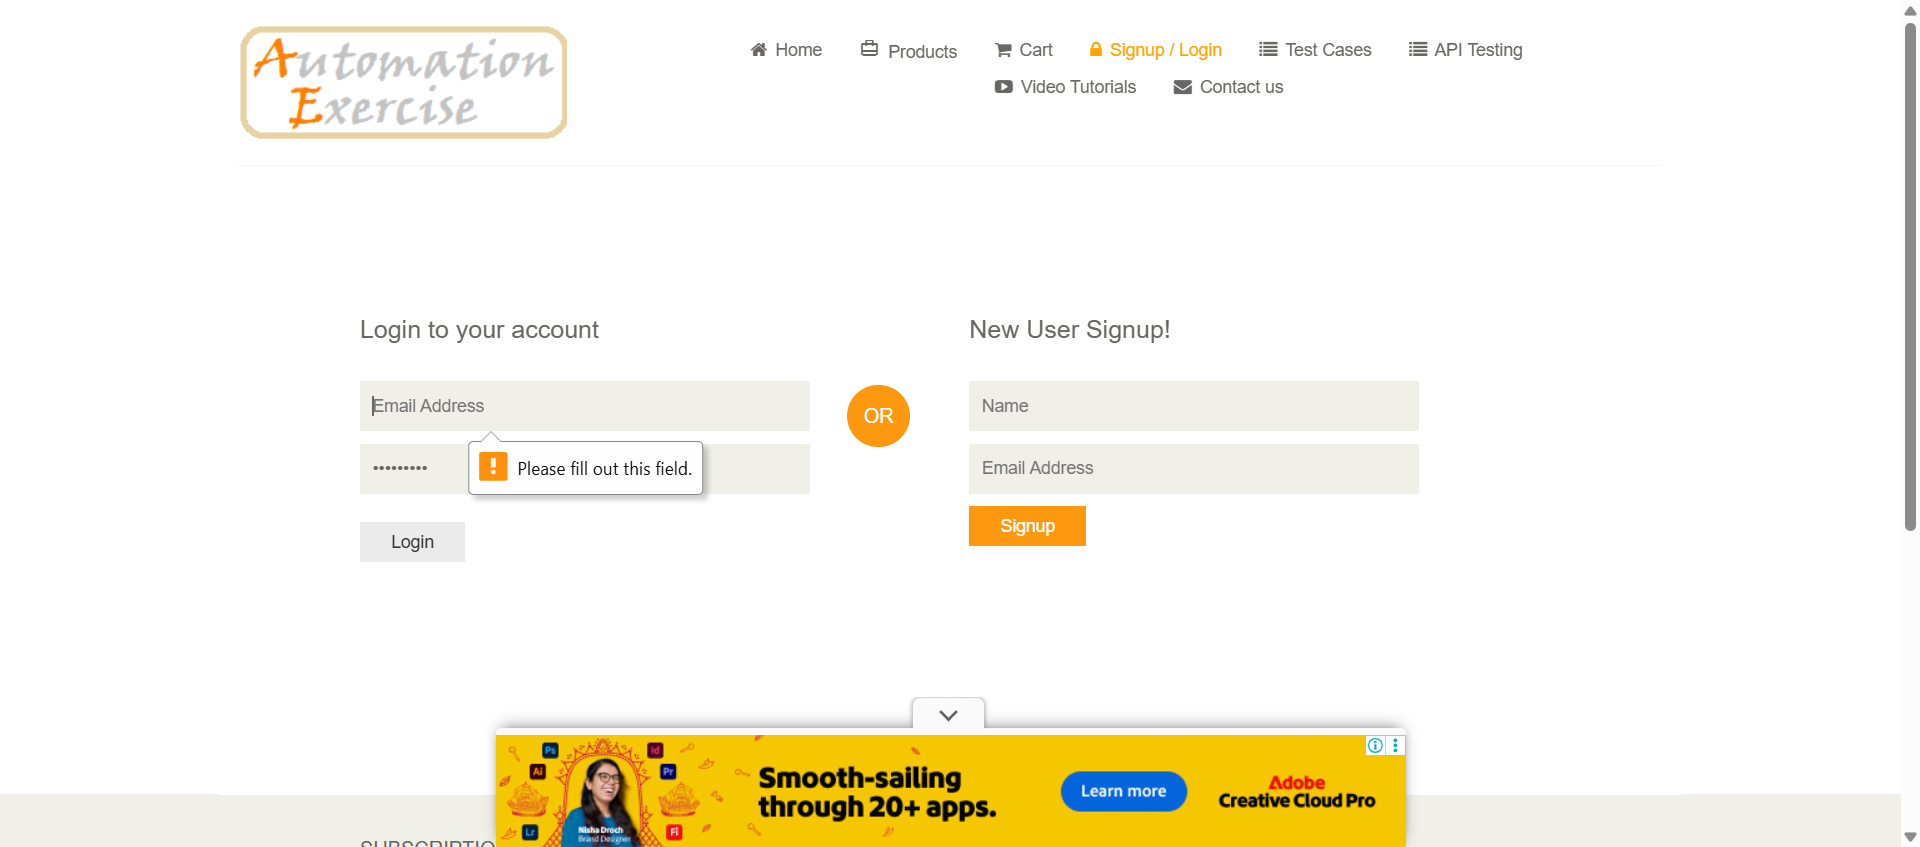 Automation
Exercise
Home
Products
Cart
Signup / Login
Test Cases
API Testing
Video Tutorials
Contact us
Login to your account
New User Signup!
Email Address
OR
Name
•••••••••
Please fill out this field.
Email Address
Login
Signup
Ps
Id
Ai
Pr
Lr
Fi
Nisha Droch
Brand Designer
Smooth-sailing
through 20+ apps.
Learn more
Adobe
Creative Cloud Pro
SUBSCRIPTIO